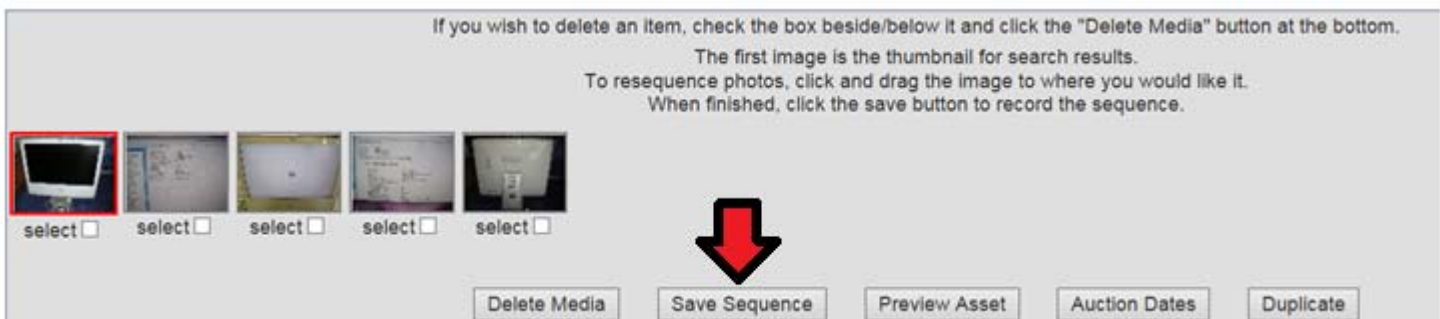 If you wish to delete an item, check the box beside/below it and click the "Delete Media" button at the bottom.
The first image is the thumbnail for search results.
To resequence photos, click and drag the image to where you would like it.
When finished, click the save button to record the sequence.
select select select select select
Delete Media Save Sequence Preview Asset Auction Dates Duplicate